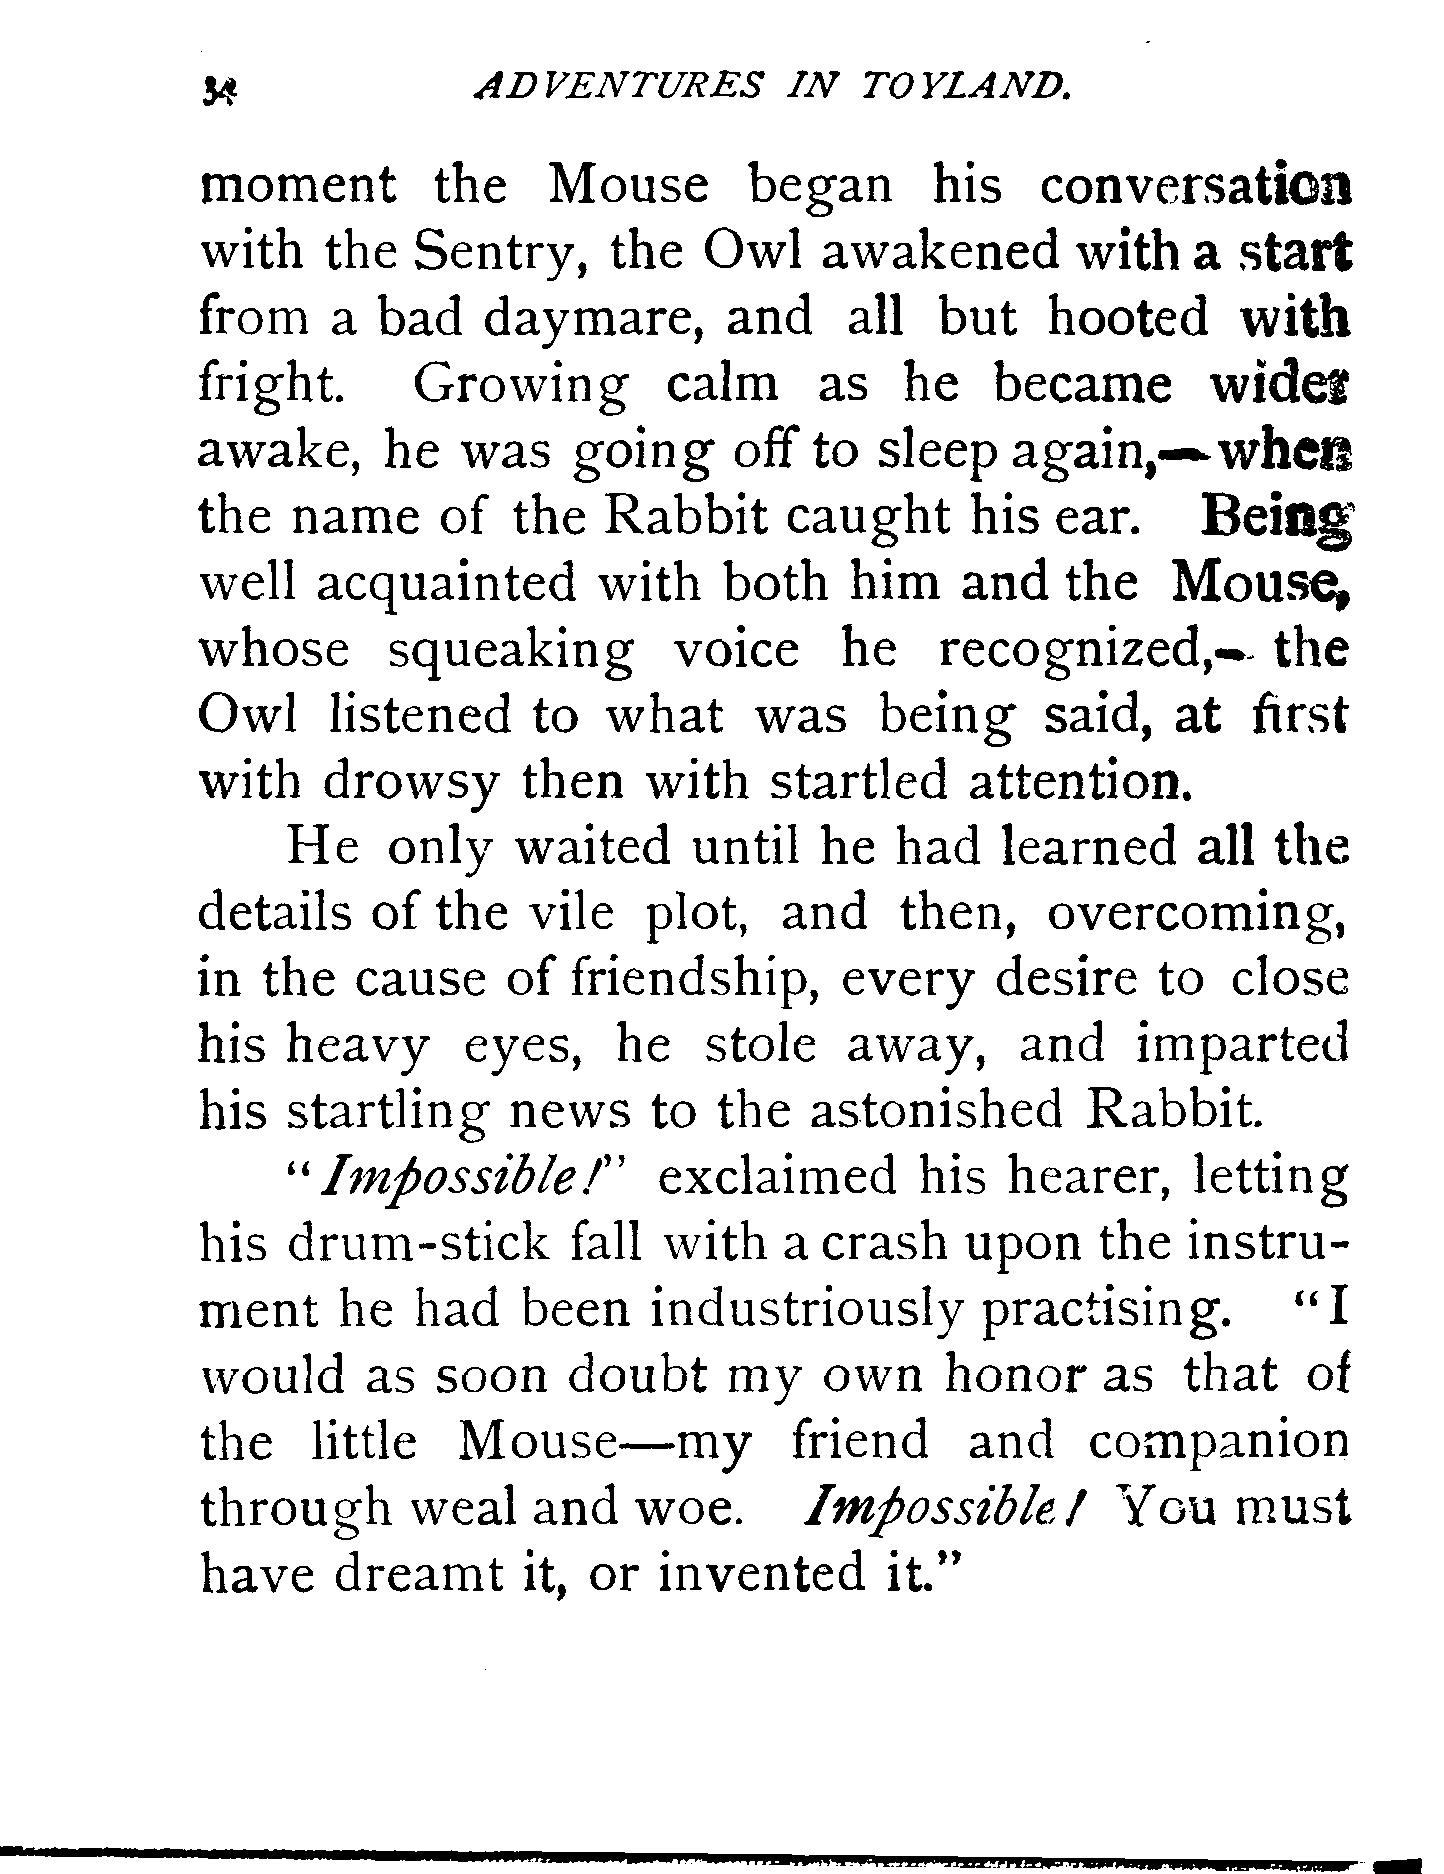 34 ADVENTURES IN TOYLAND.
moment the Mouse began his conversation
with the Sentry, the Owl awakened with a start
from a bad daymare, and all but hooted with
fright. Growing calm as he became wider
awake, he was going off to sleep again,—when
the name of the Rabbit caught his ear. Being
well acquainted with both him and the Mouse,
whose squeaking voice he recognized,— the
Owl listened to what was being said, at first
with drowsy then with startled attention.
He only waited until he had learned all the
details of the vile plot, and then, overcoming,
in the cause of friendship, every desire to close
his heavy eyes, he stole away, and imparted
his startling news to the astonished Rabbit.
"Impossible!" exclaimed his hearer, letting
his drum-stick fall with a crash upon the instru-
ment he had been industriously practising. "I
would as soon doubt my own honor as that of
the little Mouse—my friend and companion
through weal and woe. Impossible! You must
have dreamt it, or invented it."